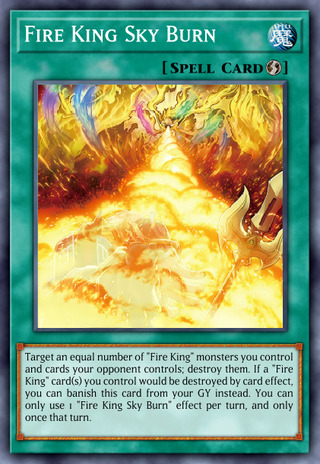 Fire King Sky Burn
魔
[Spell Card]
Target an equal number of "Fire King" monsters you control
and cards your opponent controls; destroy them. If a "Fire
King" card(s) you control would be destroyed by card effect,
you can banish this card from your GY instead. You can
only use 1 "Fire King Sky Burn" effect per turn, and only
once that turn.